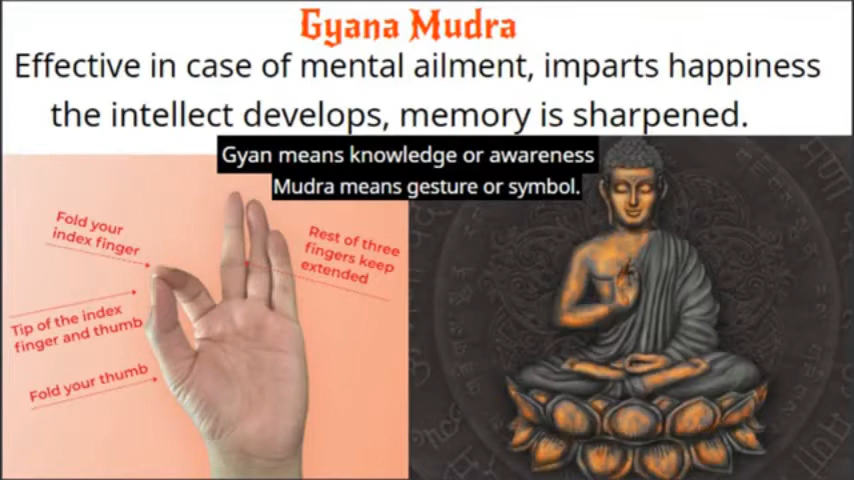 Gyana Mudra
Effective in case of mental ailment, imparts happiness
the intellect develops, memory is sharpened.
Gyan means knowledge or awareness
Mudra means gesture or symbol.
Fold your
index finger
Rest of three
fingers keep
extended
Tip of the index
finger and thumb
Fold your thumb